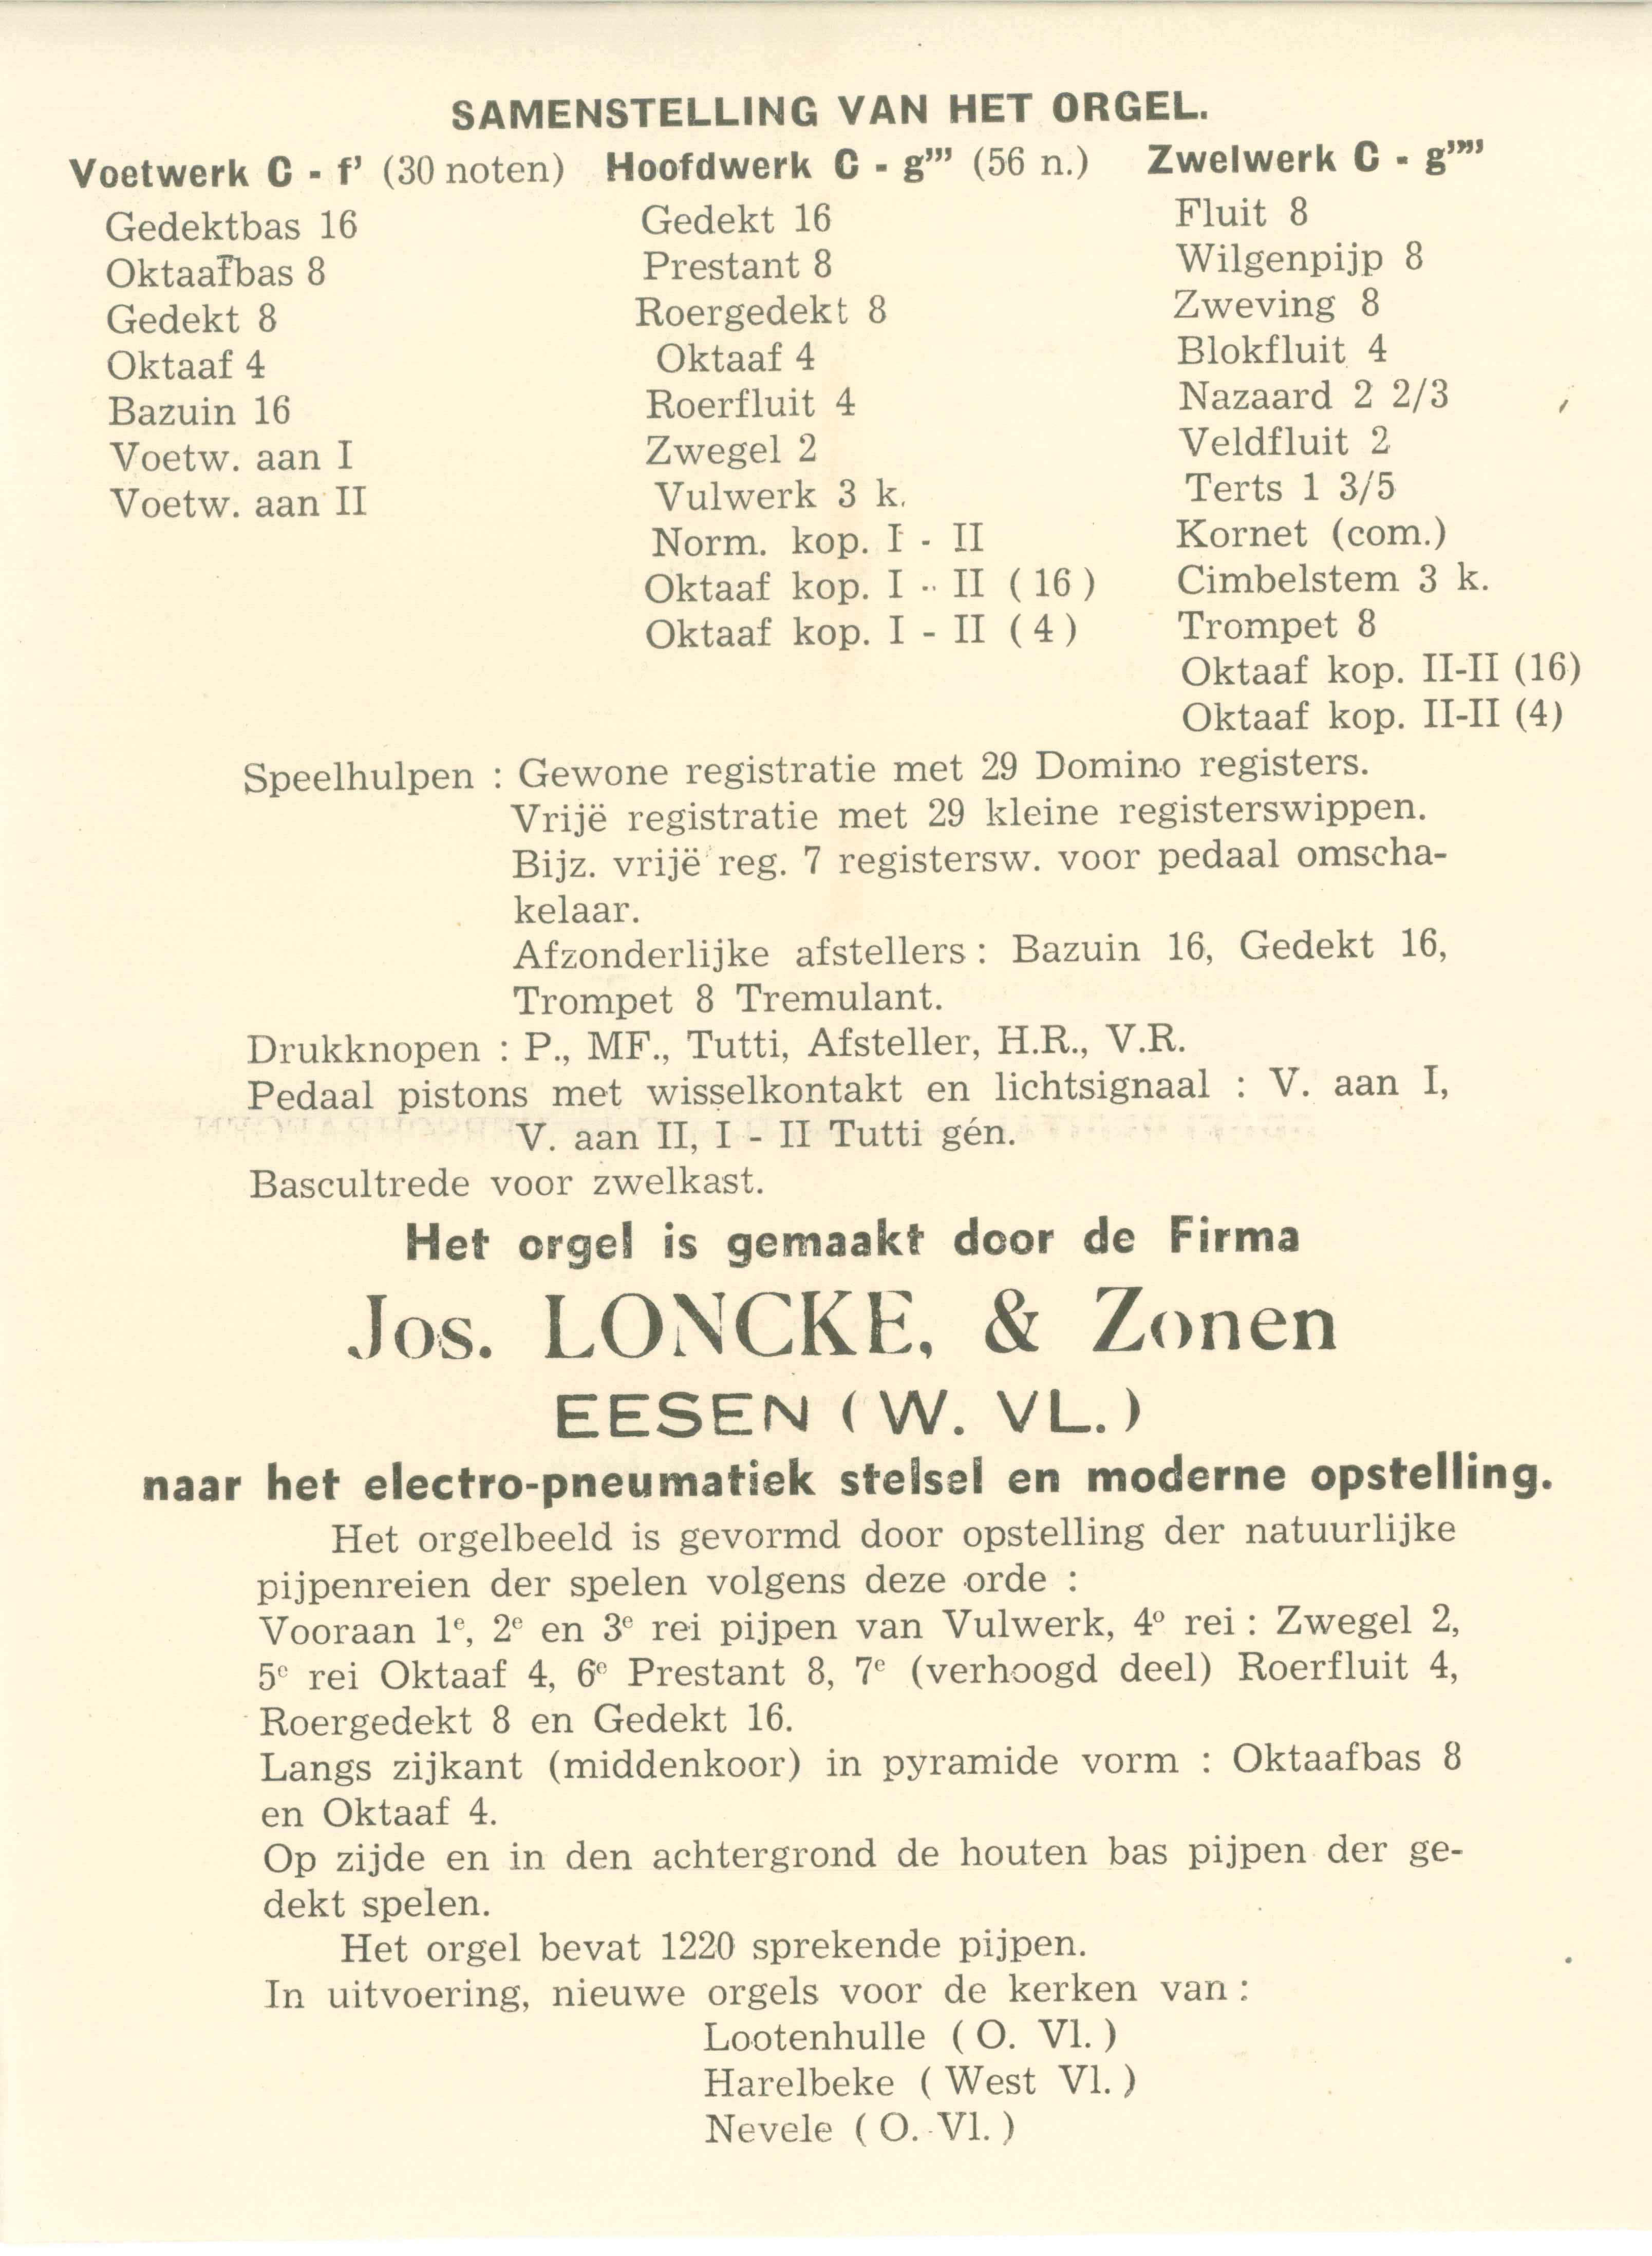 SAMENSTELLING VAN HET ORGEL.
Voetwerk C - f' (30 noten)
Gedektbas 16
Oktaafbas 8
Gedekt 8
Oktaaf 4
Bazuin 16
Voetw. aan I
Voetw. aan II
Hoofdwerk C - g''' (56 n.)
Gedekt 16
Prestant 8
Roergedekt 8
Oktaaf 4
Roerfluit 4
Zwegel 2
Vulwerk 3 k.
Norm. kop. I - II
Oktaaf kop. I - II ( 16 )
Oktaaf kop. I - II ( 4 )
Zwelwerk C - g''''
Fluit 8
Wilgenpijp 8
Zweving 8
Blokfluit 4
Nazaard 2 2/3
Veldfluit 2
Terts 1 3/5
Kornet (com.)
Cimbelstem 3 k.
Trompet 8
Oktaaf kop. II-II (16)
Oktaaf kop. II-II (4)
Speelhulpen : Gewone registratie met 29 Domino registers.
Vrijë registratie met 29 kleine registerswippen.
Bijz. vrijë reg. 7 registersw. voor pedaal omscha-
kelaar.
Afzonderlijke afstellers : Bazuin 16, Gedekt 16,
Trompet 8 Tremulant.
Drukknopen : P., MF., Tutti, Afsteller, H.R., V.R.
Pedaal pistons met wisselkontakt en lichtsignaal : V. aan I,
V. aan II, I - II Tutti gén.
Bascultrede voor zwelkast.
Het orgel is gemaakt door de Firma
Jos. LONCKE, & Zonen
EESEN ( W. VL. )
naar het electro-pneumatiek stelsel en moderne opstelling.
Het orgelbeeld is gevormd door opstelling der natuurlijke
pijpenreien der spelen volgens deze orde :
Vooraan 1e, 2e en 3e rei pijpen van Vulwerk, 4o rei : Zwegel 2,
5e rei Oktaaf 4, 6e Prestant 8, 7e (verhoogd deel) Roerfluit 4,
Roergedekt 8 en Gedekt 16.
Langs zijkant (middenkoor) in pyramide vorm : Oktaafbas 8
en Oktaaf 4.
Op zijde en in den achtergrond de houten bas pijpen der ge-
dekt spelen.
Het orgel bevat 1220 sprekende pijpen.
In uitvoering, nieuwe orgels voor de kerken van :
Lootenhulle ( O. Vl. )
Harelbeke ( West Vl. )
Nevele ( O. Vl. )